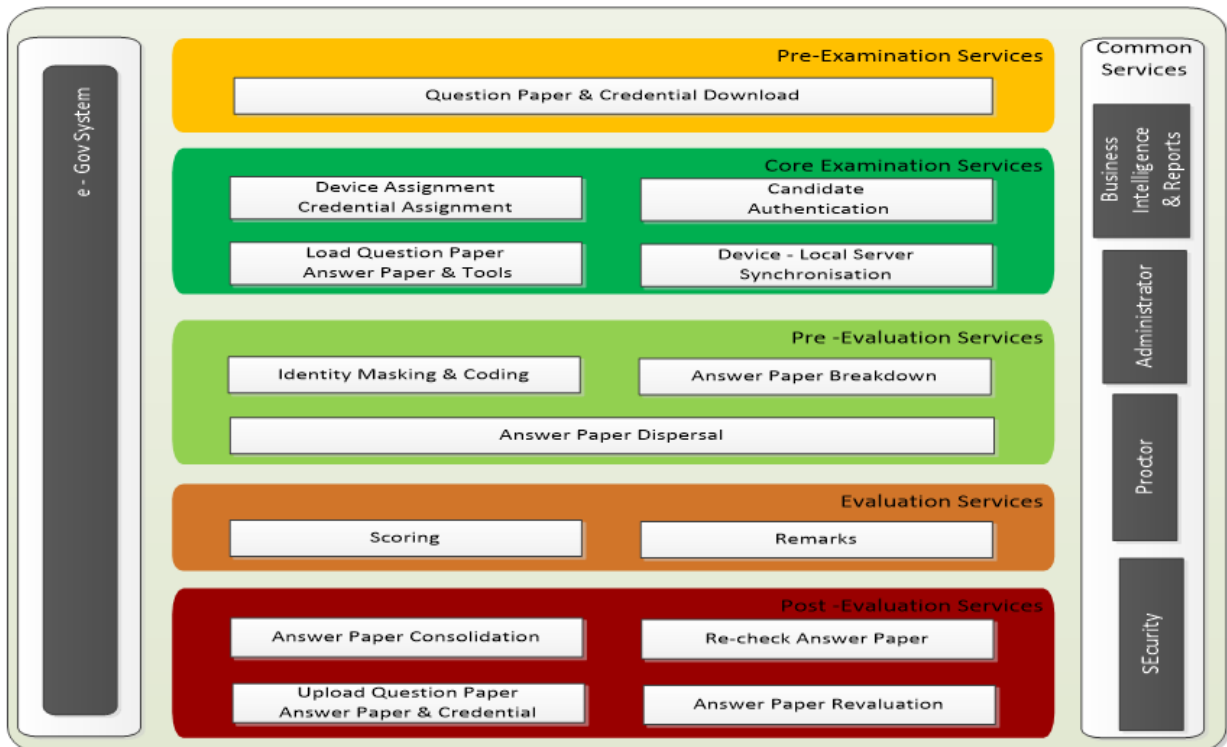 e - Gov System
Pre-Examination Services
Question Paper & Credential Download
Core Examination Services
Device Assignment
Credential Assignment
Candidate
Authentication
Load Question Paper
Answer Paper & Tools
Device - Local Server
Synchronisation
Pre -Evaluation Services
Identity Masking & Coding
Answer Paper Breakdown
Answer Paper Dispersal
Evaluation Services
Scoring
Remarks
Post -Evaluation Services
Answer Paper Consolidation
Re-check Answer Paper
Upload Question Paper
Answer Paper & Credential
Answer Paper Revaluation
Common
Services
Business
Intelligence
& Reports
Administrator
Proctor
SEcurity